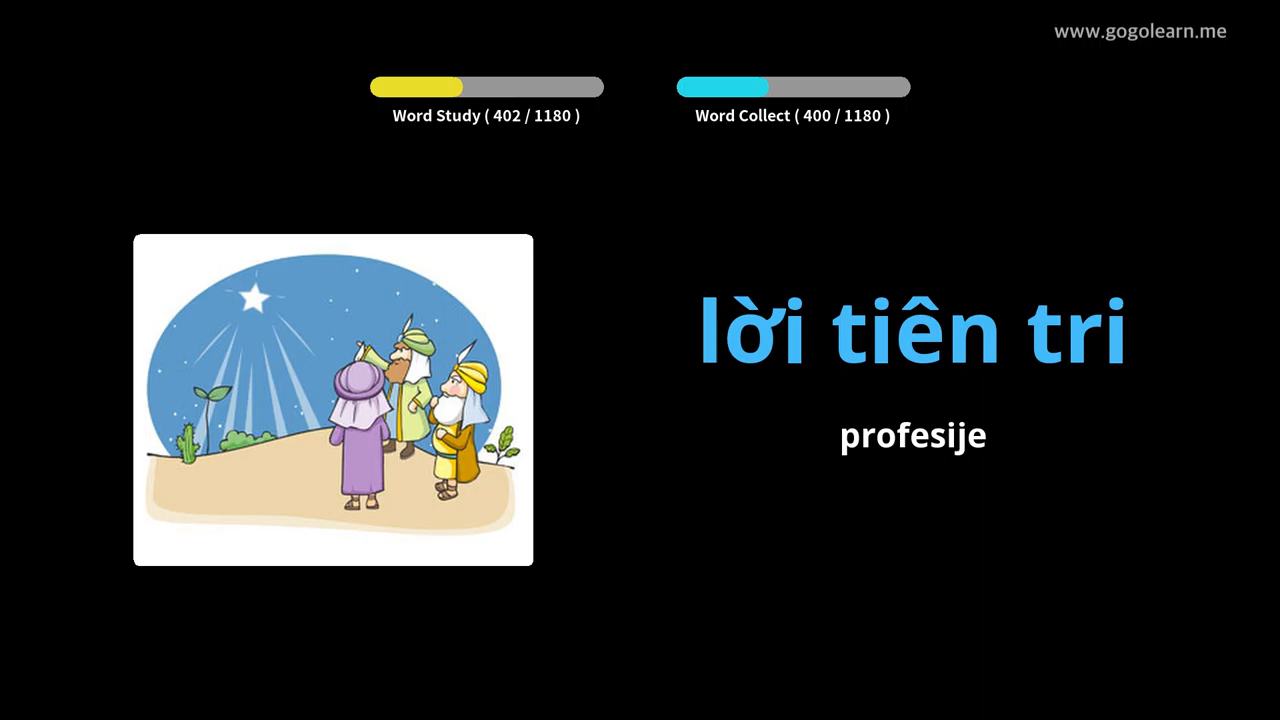 www.gogolearn.me
Word Study ( 402 / 1180 )
Word Collect ( 400 / 1180 )
lời tiên tri
profesije